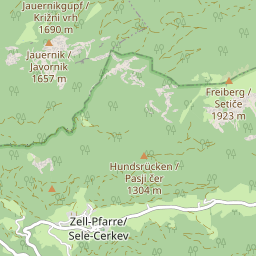 Jauernikgupf /
Križni vrh
1690 m
Jauernik /
Javornik
1657 m
Freiberg /
Setiče
1923 m
Hundsrücken /
Pasji čer
1304 m
Zell-Pfarre/
Sele-Cerkev